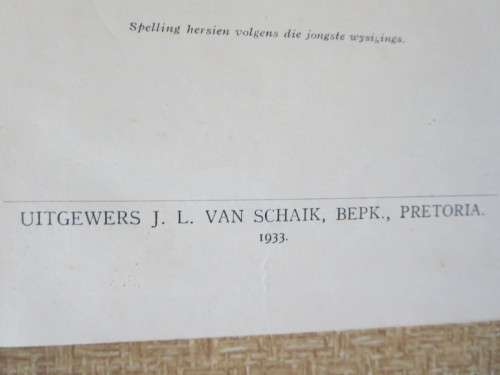 Spelling hersien volgens die jongste wysigings.
UITGEWERS J. L. VAN SCHAIK, BEPK., PRETORIA.
1933.